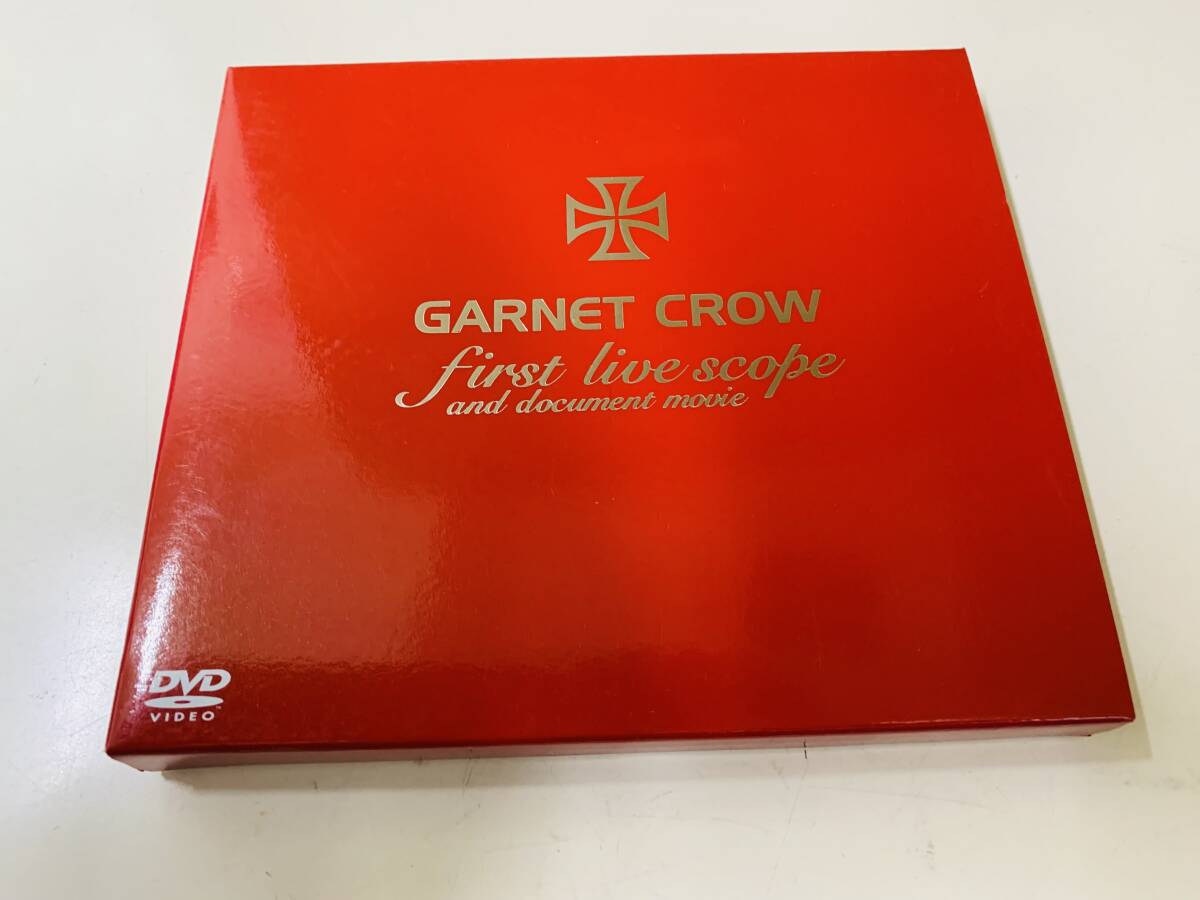 GARNET CROW
first live scope
and document movie
DVD
VIDEO